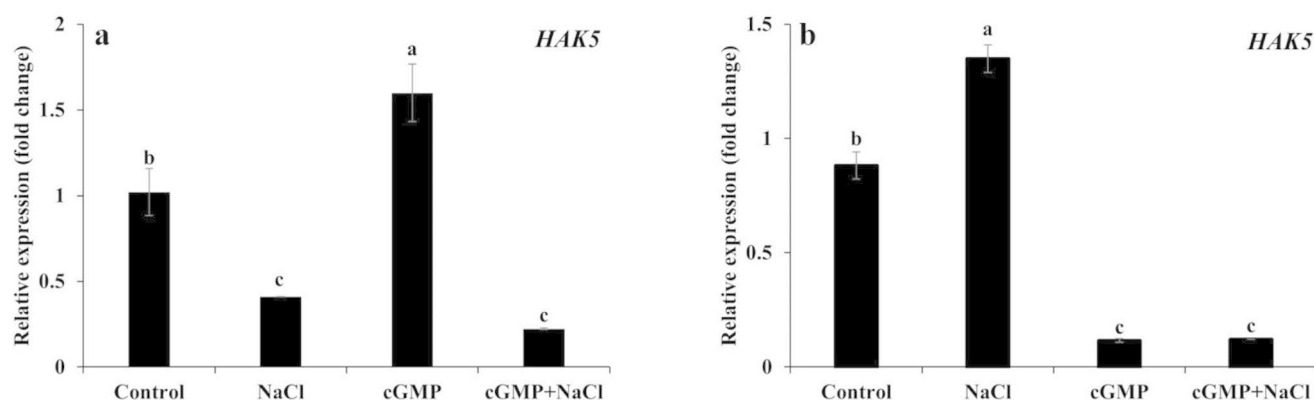 a
HAK5
Relative expression (fold change)
2
1.5
1
0.5
0
b
c
a
c
Control
NaCl
cGMP
cGMP+NaCl
b
HAK5
Relative expression (fold change)
1.5
1
0.5
0
b
a
c
c
Control
NaCl
cGMP
cGMP+NaCl